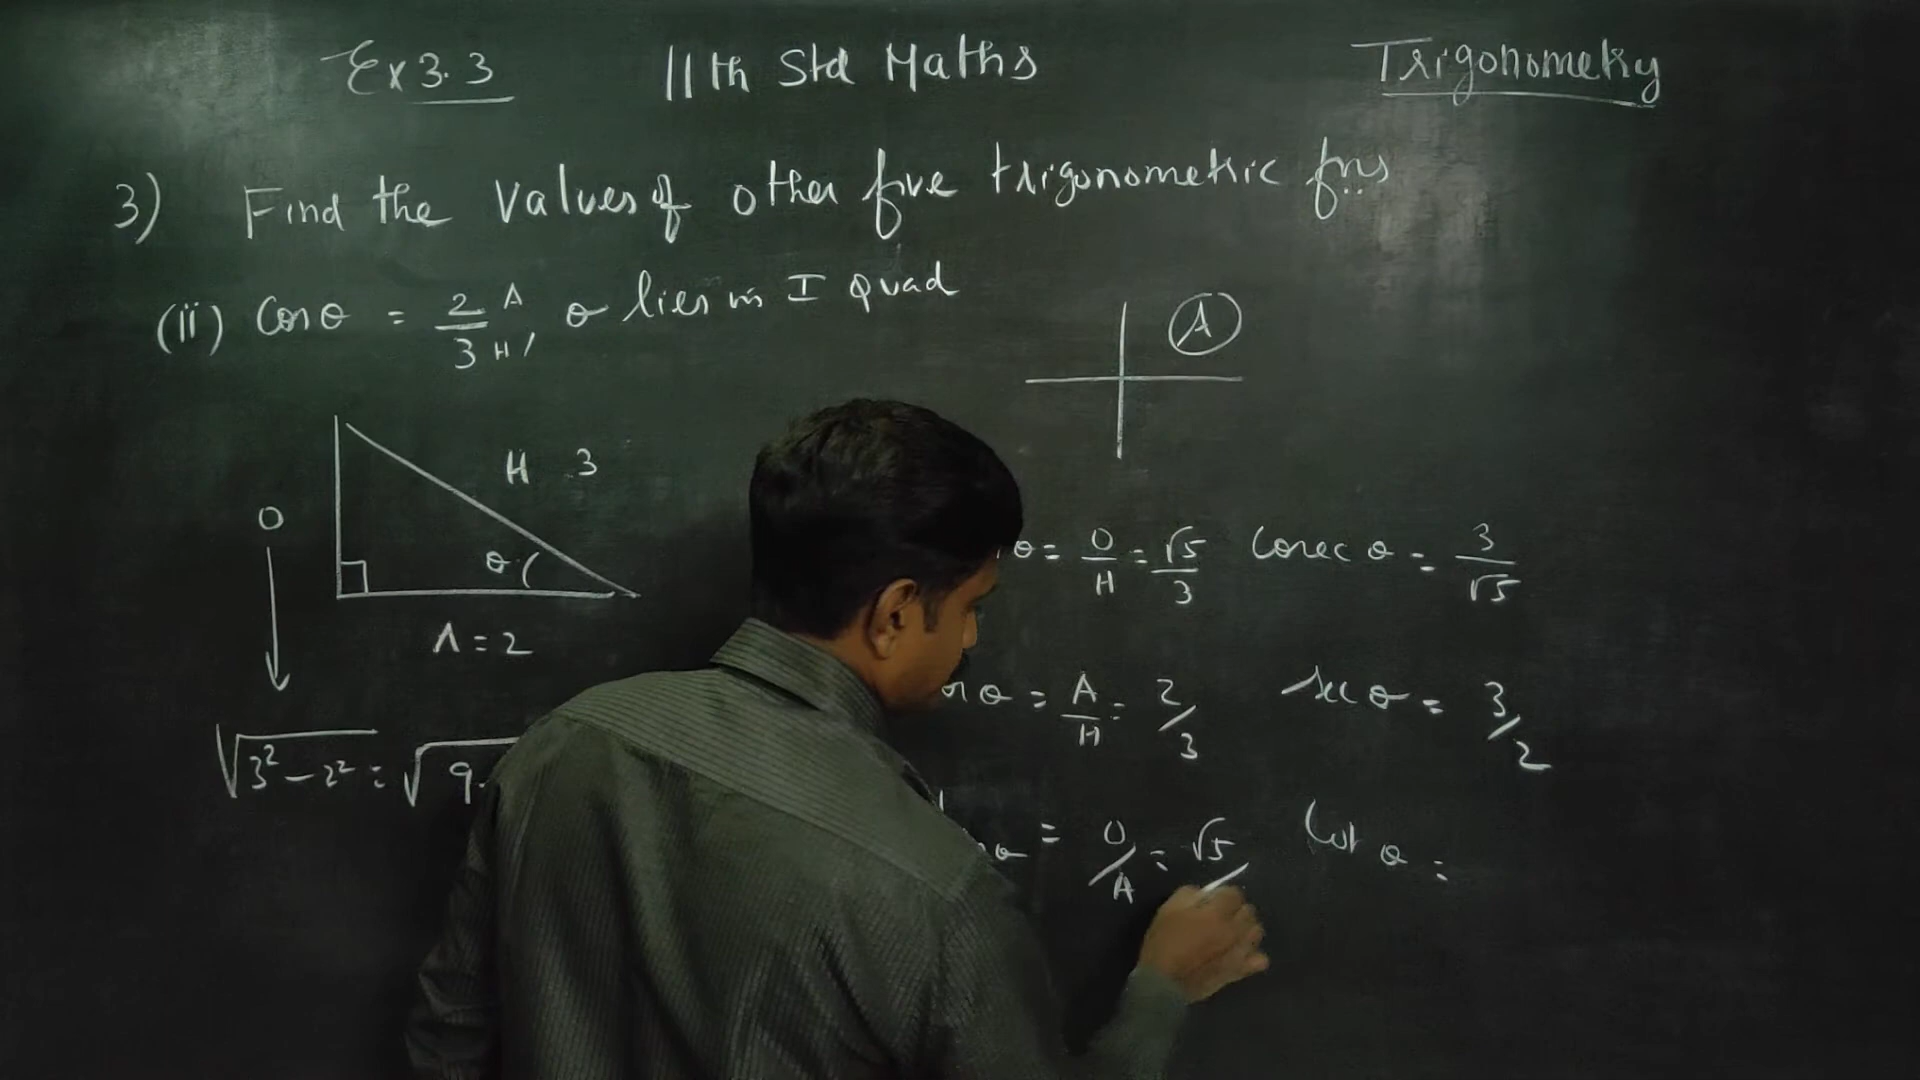 Ex 3.3 11th Std Maths Trigonometry
3) Find the values of other five trigonometric fns
(ii) Cos θ = 2/3 A/H, θ lies in I Quad
A
H 3
O
θ
A = 2
√3² - 2² = √9
θ = O/H = √5/3 Cosec θ = 3/√5
θ = A/H = 2/3 Sec θ = 3/2
θ = O/A = √5/ Cot θ =